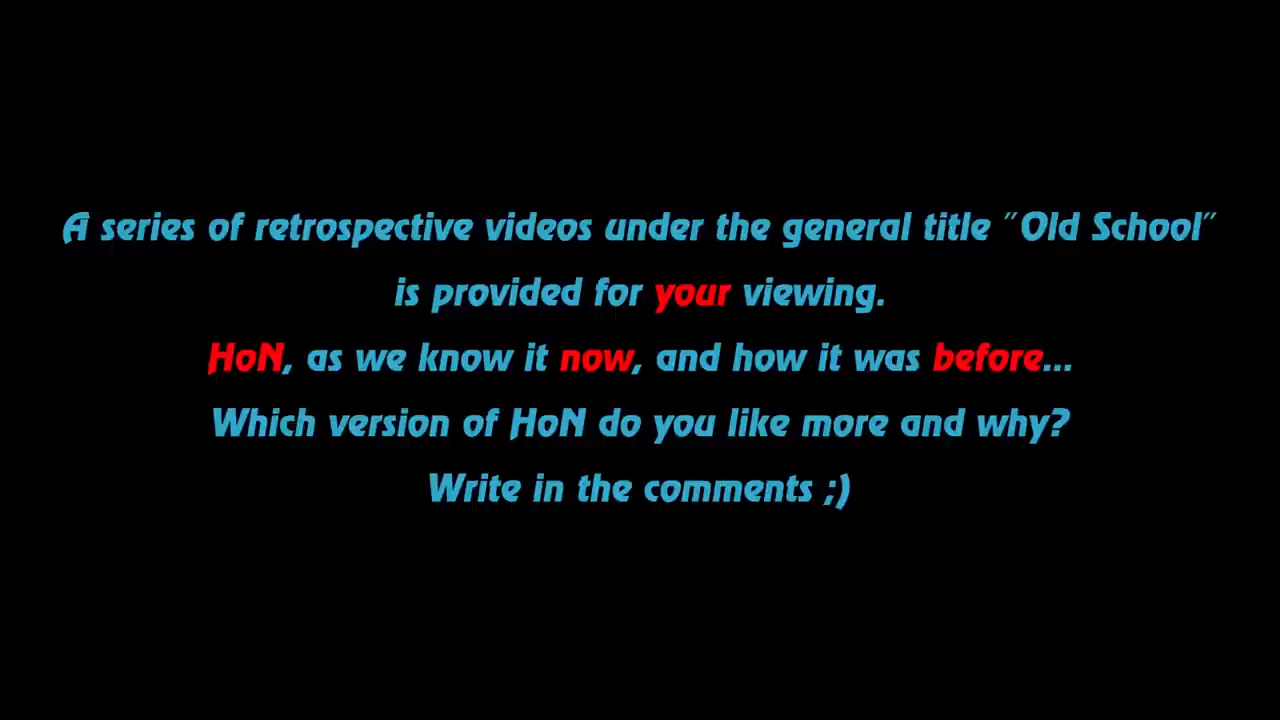 A series of retrospective videos under the general title "Old School"
is provided for your viewing.
HoN, as we know it now, and how it was before...
Which version of HoN do you like more and why?
Write in the comments ;)